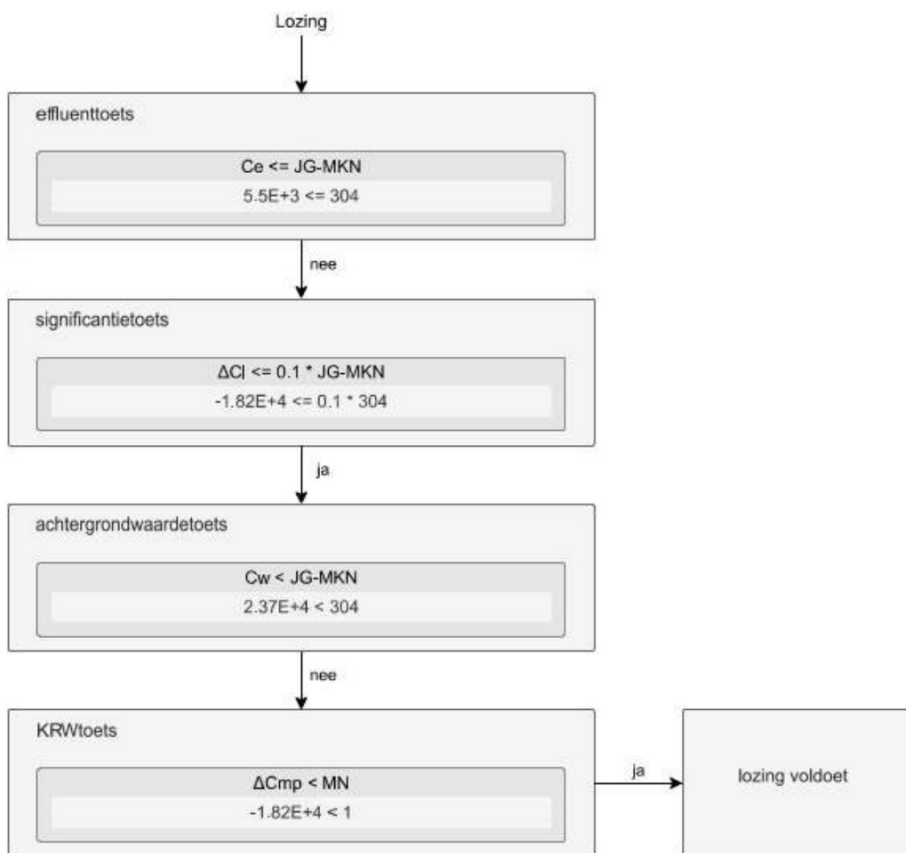 Lozing
effluenttoets
Ce <= JG-MKN
5.5E+3 <= 304
nee
significantietoets
ΔCl <= 0.1 * JG-MKN
-1.82E+4 <= 0.1 * 304
ja
achtergrondwaardetoets
Cw < JG-MKN
2.37E+4 < 304
nee
KRWtoets
ΔCmp < MN
-1.82E+4 < 1
ja
lozing voldoet